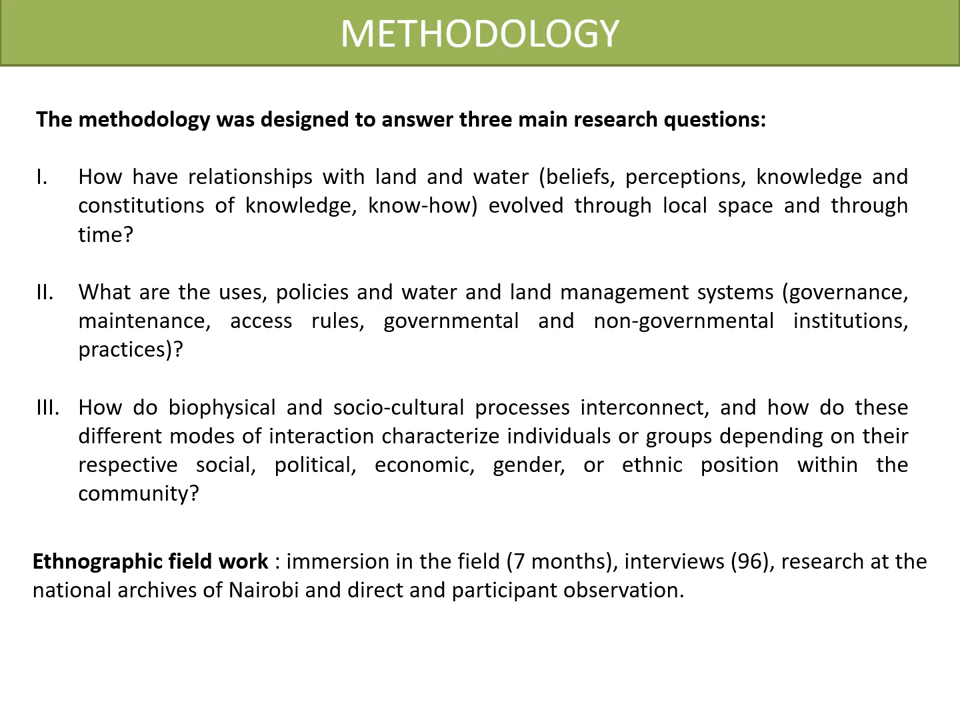 METHODOLOGY
The methodology was designed to answer three main research questions:
I. How have relationships with land and water (beliefs, perceptions, knowledge and
constitutions of knowledge, know-how) evolved through local space and through
time?
II. What are the uses, policies and water and land management systems (governance,
maintenance, access rules, governmental and non-governmental institutions,
practices)?
III. How do biophysical and socio-cultural processes interconnect, and how do these
different modes of interaction characterize individuals or groups depending on their
respective social, political, economic, gender, or ethnic position within the
community?
Ethnographic field work : immersion in the field (7 months), interviews (96), research at the
national archives of Nairobi and direct and participant observation.